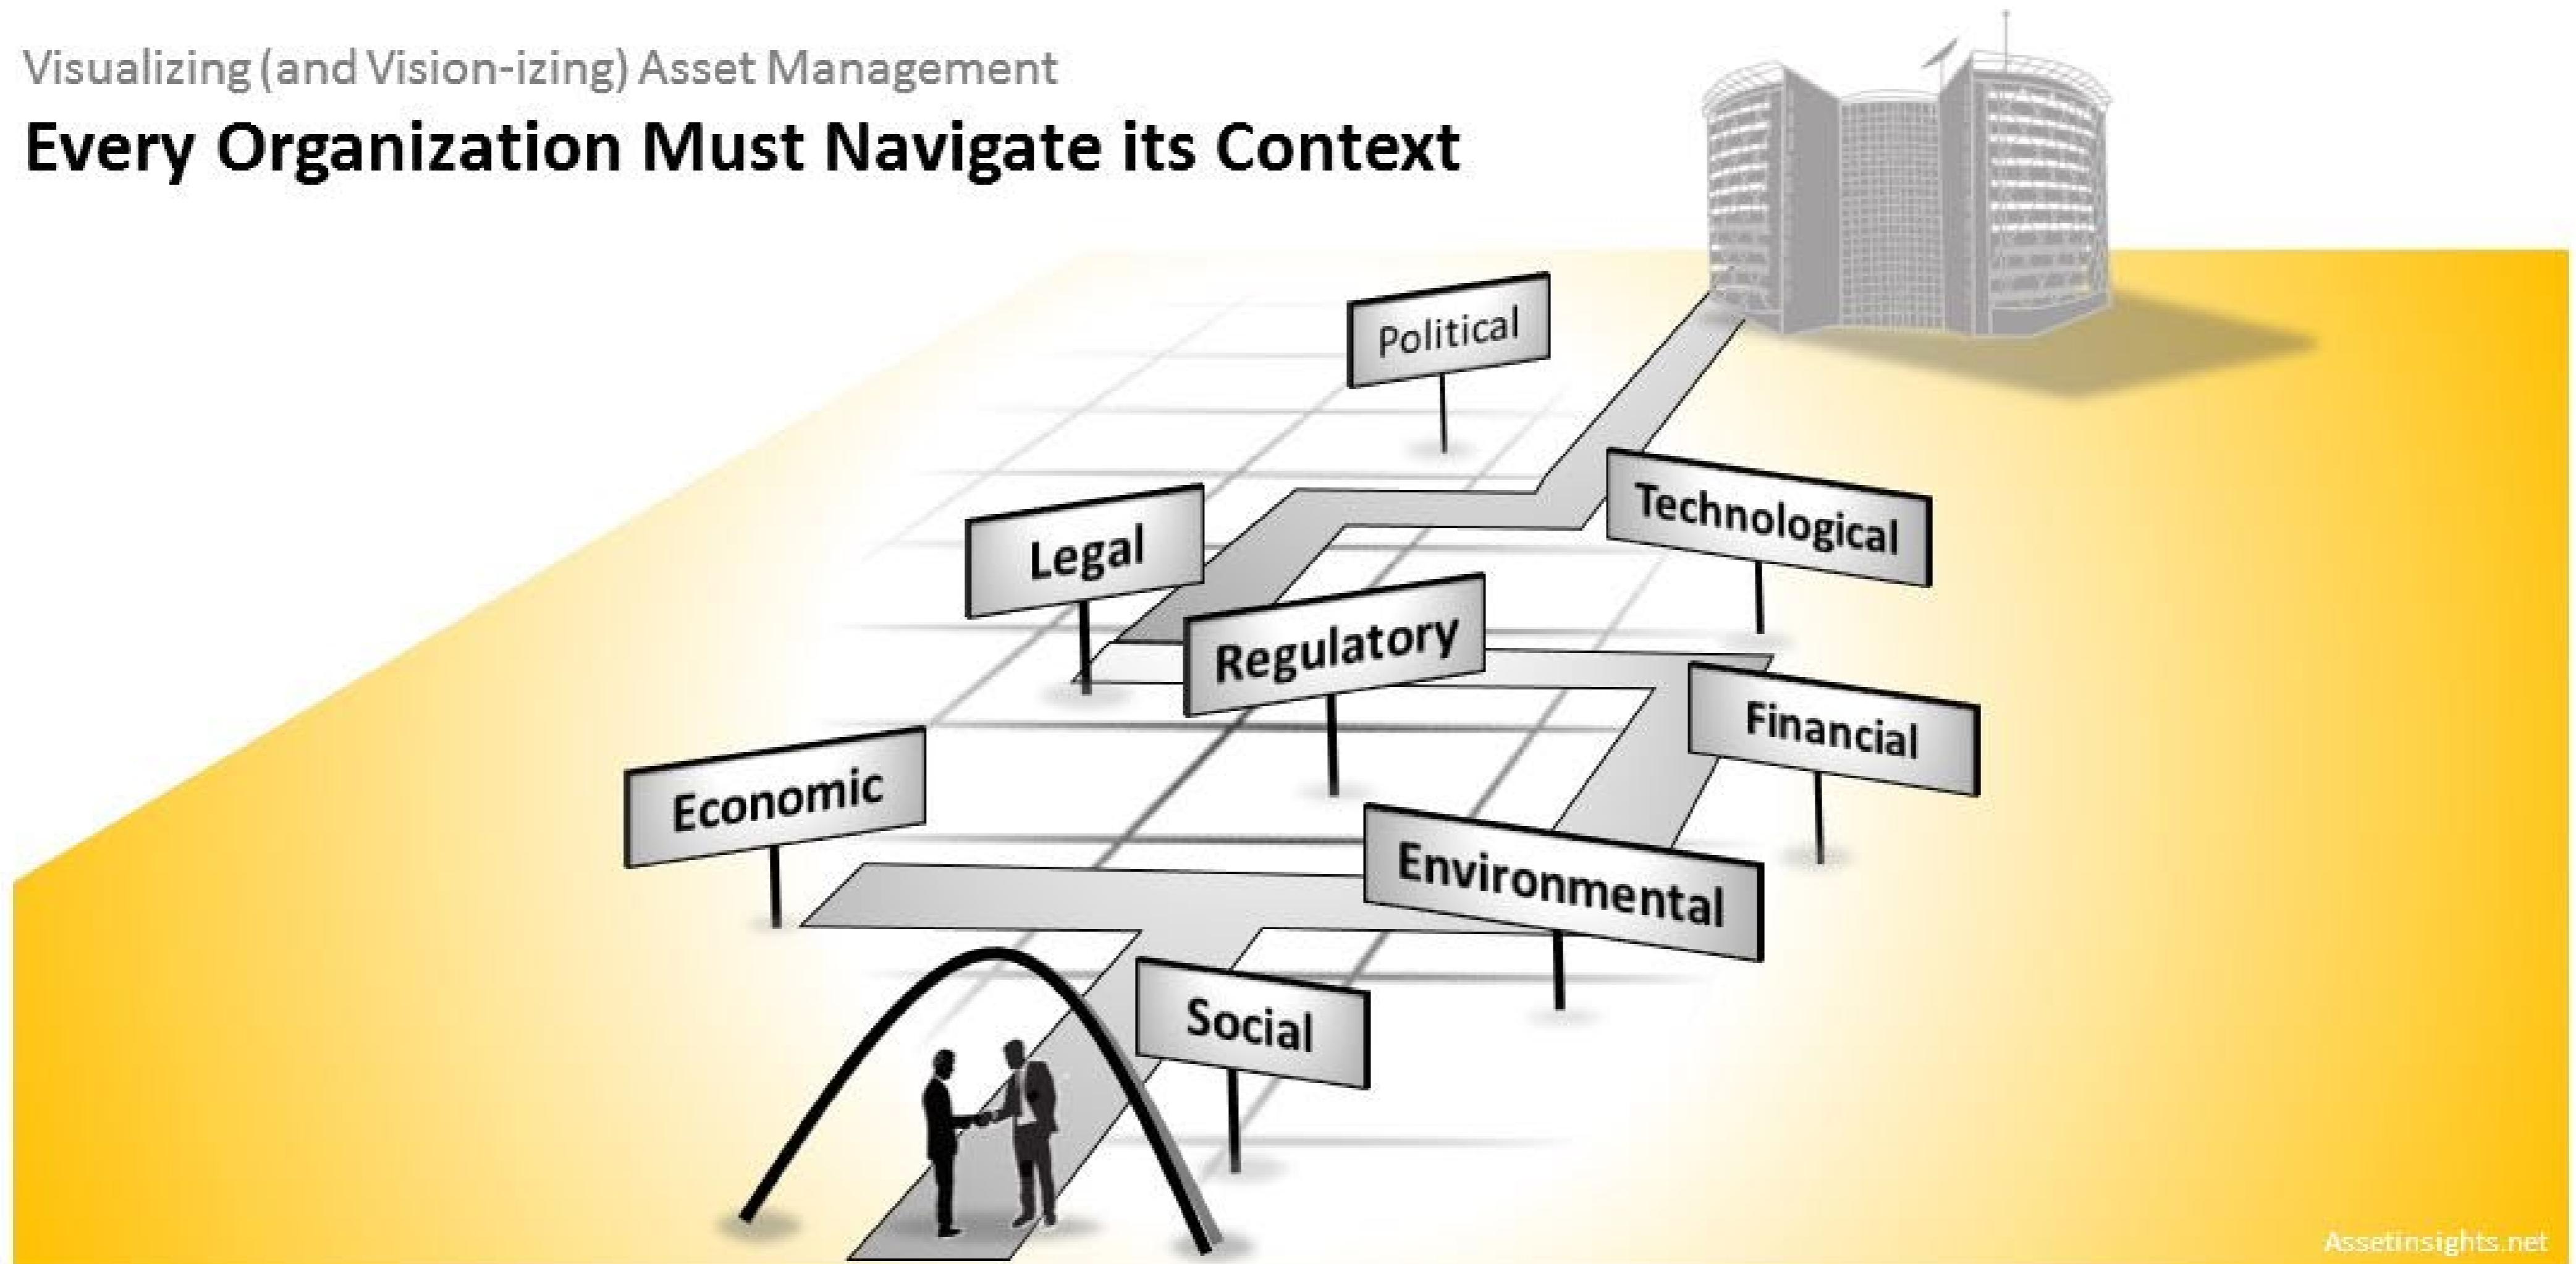 Visualizing (and Vision-izing) Asset Management
Every Organization Must Navigate its Context
Political
Technological
Legal
Regulatory
Financial
Economic
Environmental
Social
Assetinsights.net